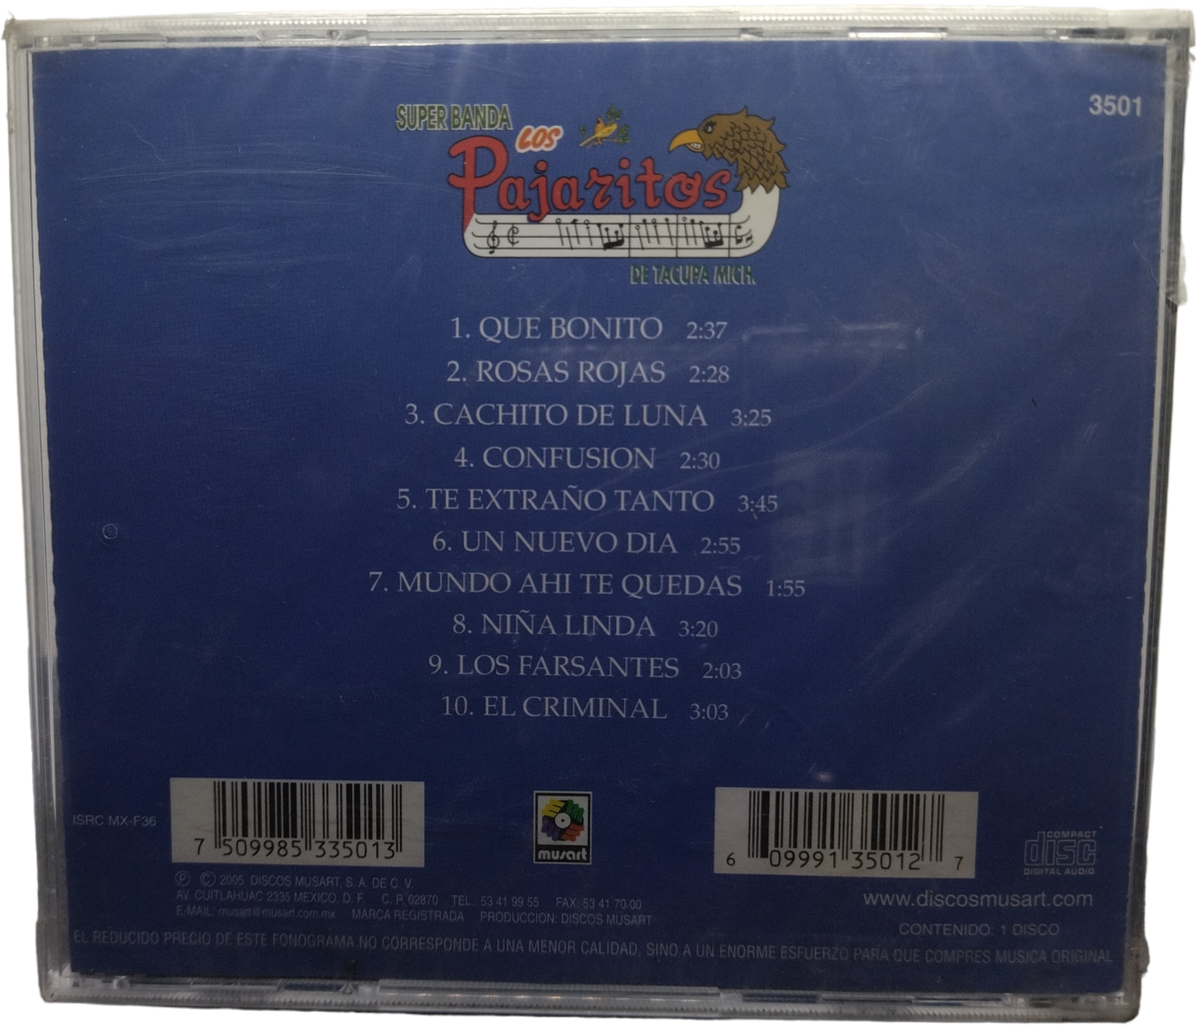 3501
SUPER BANDA
LOS
Pajaritos
DE TACUPA MICH.
1. QUE BONITO 2:37
2. ROSAS ROJAS 2:28
3. CACHITO DE LUNA 3:25
4. CONFUSION 2:30
5. TE EXTRAÑO TANTO 3:45
6. UN NUEVO DIA 2:55
7. MUNDO AHI TE QUEDAS 1:55
8. NIÑA LINDA 3:20
9. LOS FARSANTES 2:03
10. EL CRIMINAL 3:03
ISRC MX-F36
7 509985 335013
musart
6 09991 35012 7
COMPACT
disc
DIGITAL AUDIO
Ⓟ © 2005 DISCOS MUSART, S. A. DE C. V.
AV. CUITLAHUAC 2335 MEXICO, D. F. C. P. 02870 TEL.: 53 41 99 55 FAX: 53 41 70 00
E-MAIL: musart@musart.com.mx MARCA REGISTRADA PRODUCCION: DISCOS MUSART
www.discosmusart.com
CONTENIDO: 1 DISCO
EL REDUCIDO PRECIO DE ESTE FONOGRAMA NO CORRESPONDE A UNA MENOR CALIDAD, SINO A UN ENORME ESFUERZO PARA QUE COMPRES MUSICA ORIGINAL